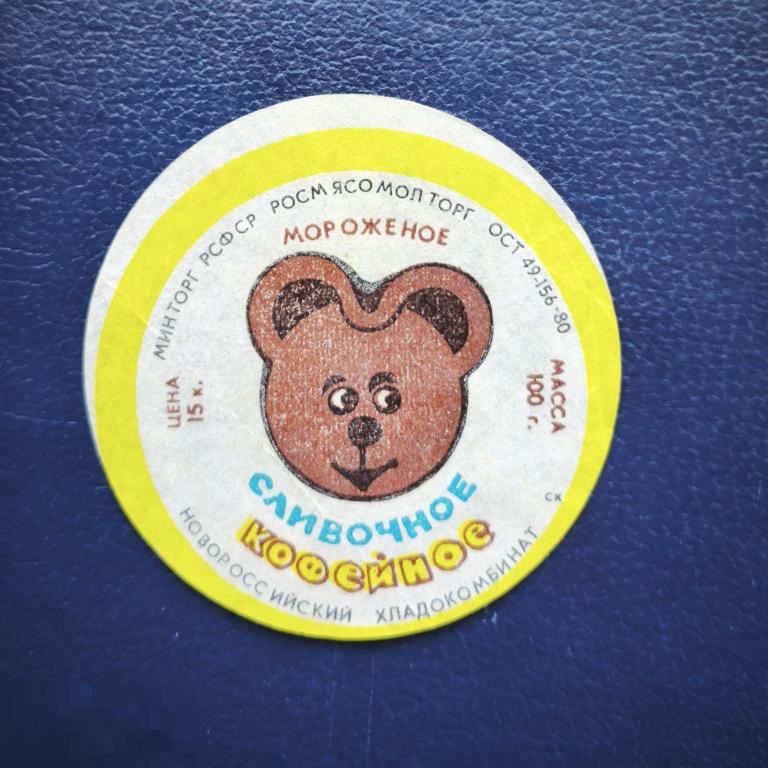 МИНТОРГ РСФСР РОСМЯСОМОЛТОРГ ОСТ 49-156-80
МОРОЖЕНОЕ
ЦЕНА
15 к.
МАССА
100 г.
СЛИВОЧНОЕ
КОФЕЙНОЕ
СК
НОВОРОССИЙСКИЙ ХЛАДОКОМБИНАТ